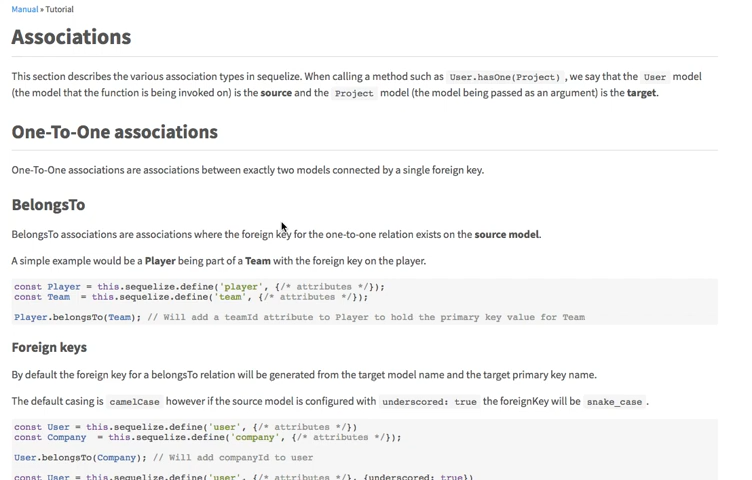 Manual » Tutorial
Associations
This section describes the various association types in sequelize. When calling a method such as User.hasOne(Project) , we say that the User model
(the model that the function is being invoked on) is the source and the Project model (the model being passed as an argument) is the target.
One-To-One associations
One-To-One associations are associations between exactly two models connected by a single foreign key.
BelongsTo
BelongsTo associations are associations where the foreign key for the one-to-one relation exists on the source model.
A simple example would be a Player being part of a Team with the foreign key on the player.
const Player = this.sequelize.define('player', {/* attributes */});
const Team  = this.sequelize.define('team', {/* attributes */});
Player.belongsTo(Team); // Will add a teamId attribute to Player to hold the primary key value for Team
Foreign keys
By default the foreign key for a belongsTo relation will be generated from the target model name and the target primary key name.
The default casing is camelCase however if the source model is configured with underscored: true the foreignKey will be snake_case .
const User = this.sequelize.define('user', {/* attributes */})
const Company  = this.sequelize.define('company', {/* attributes */});
User.belongsTo(Company); // Will add companyId to user
const User = this.sequelize.define('user', {/* attributes */}, {underscored: true})